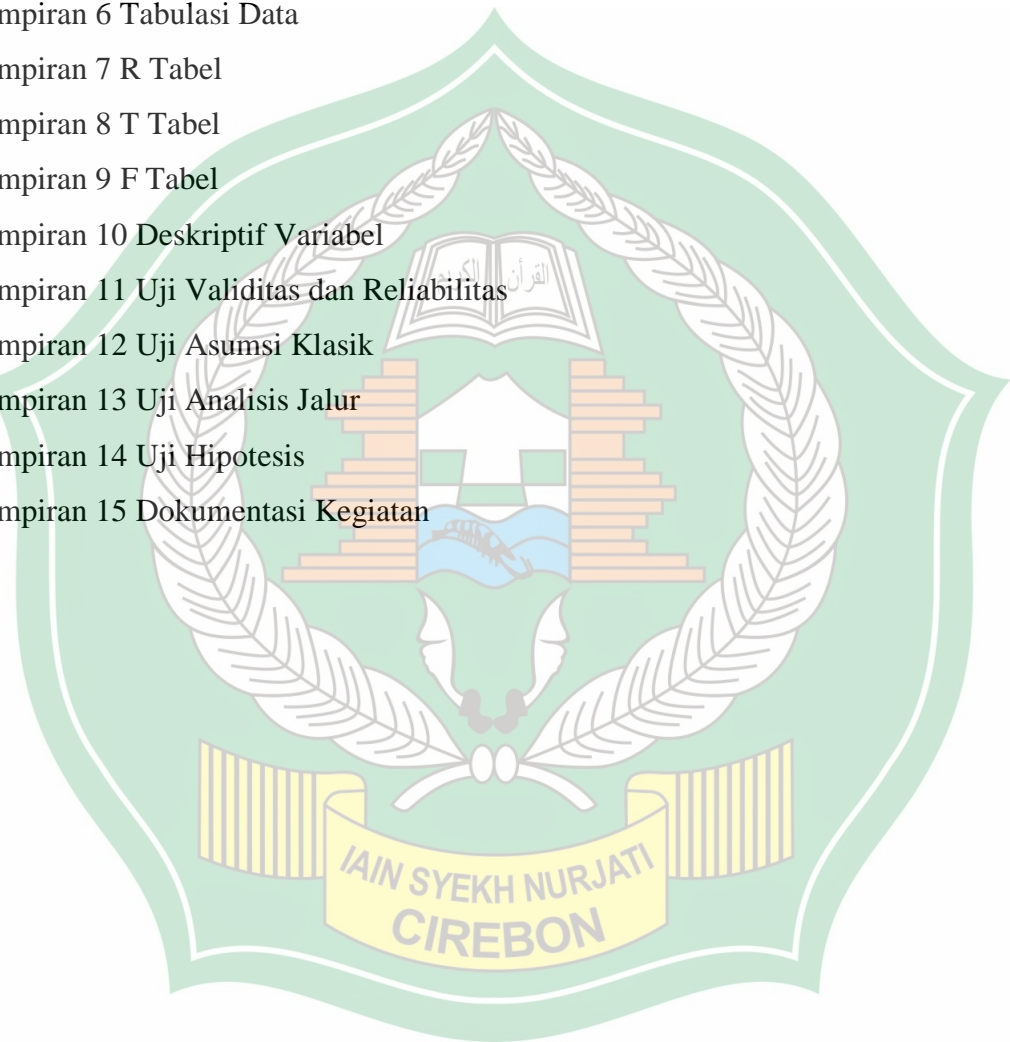 mpiran 6 Tabulasi Data
mpiran 7 R Tabel
mpiran 8 T Tabel
mpiran 9 F Tabel
mpiran 10 Deskriptif Variabel
mpiran 11 Uji Validitas dan Reliabilitas
mpiran 12 Uji Asumsi Klasik
mpiran 13 Uji Analisis Jalur
mpiran 14 Uji Hipotesis
mpiran 15 Dokumentasi Kegiatan
القرأن الكريم
IAIN SYEKH NURJATI
CIREBON